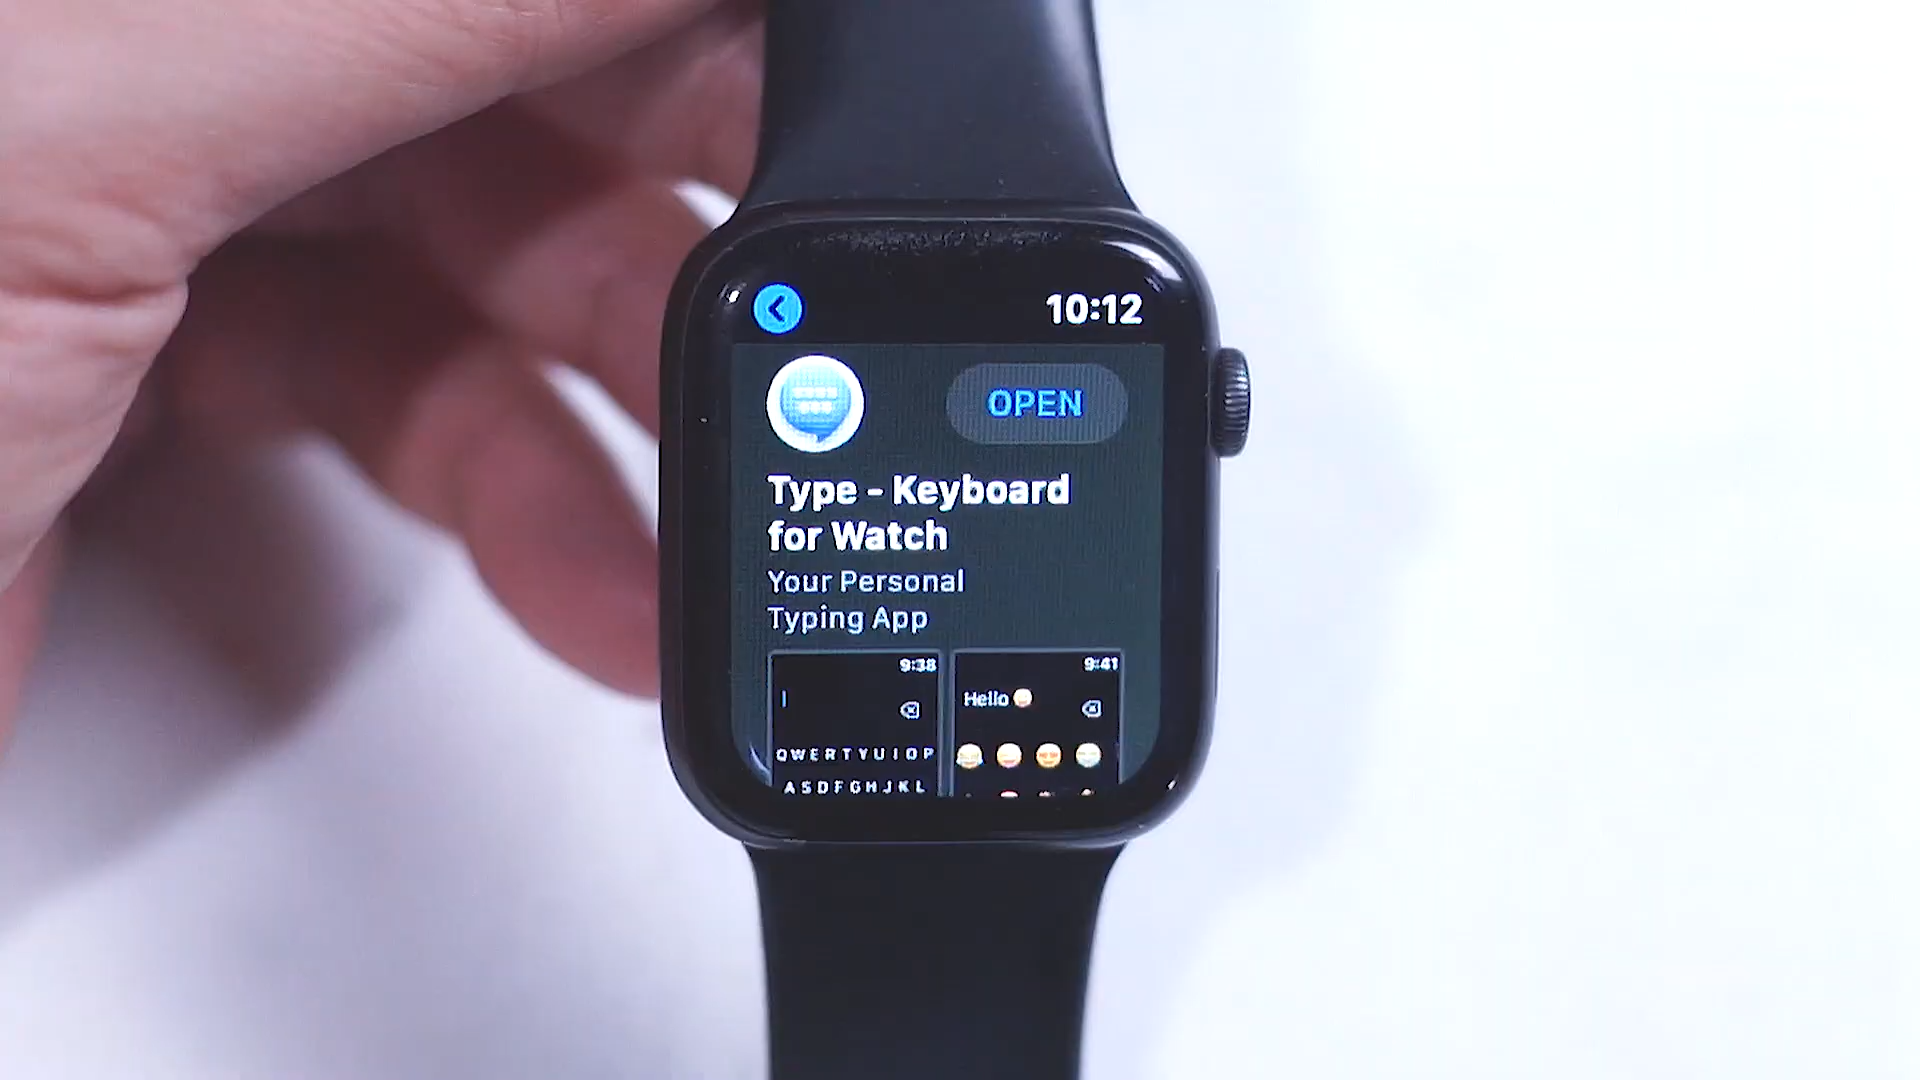 10:12
OPEN
Type - Keyboard
for Watch
Your Personal
Typing App
9:38
QWERTYUIOP
ASDFGHJKL
9:41
Hello